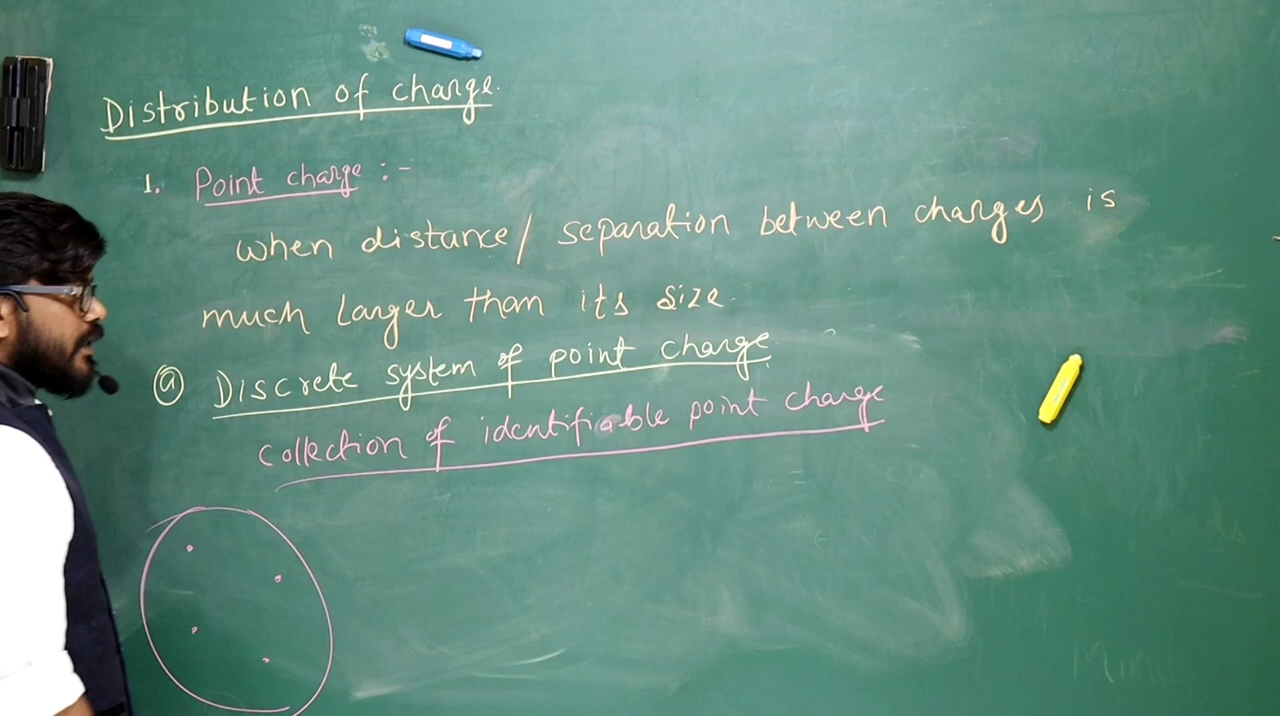 Distribution of charge.
1. Point charge :-
when distance/ separation between charges is
much larger than its size.
(a) Discrete system of point charge.
collection of identifiable point charge